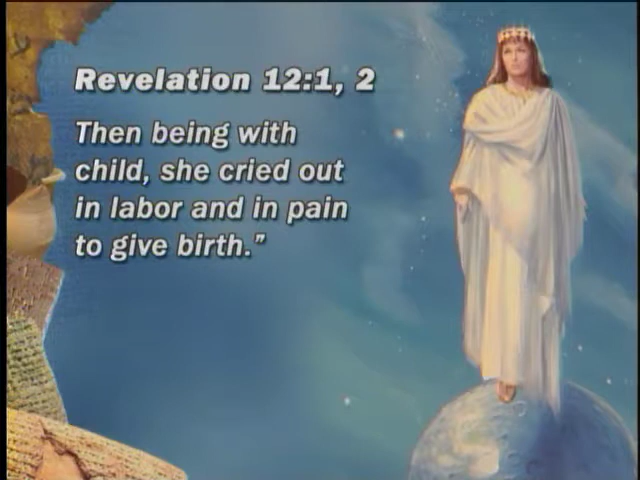 Revelation 12:1, 2
Then being with
child, she cried out
in labor and in pain
to give birth.”